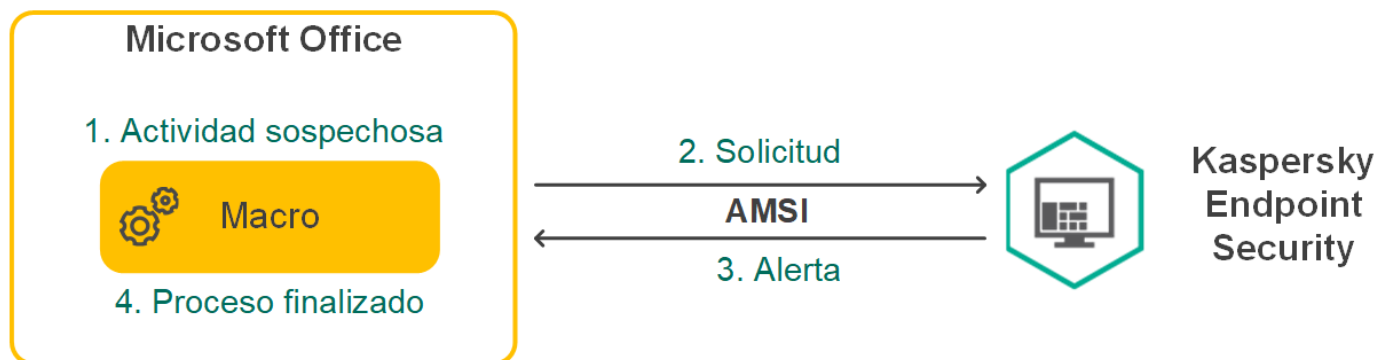 Microsoft Office
1. Actividad sospechosa
Macro
4. Proceso finalizado
2. Solicitud
AMSI
3. Alerta
Kaspersky
Endpoint
Security